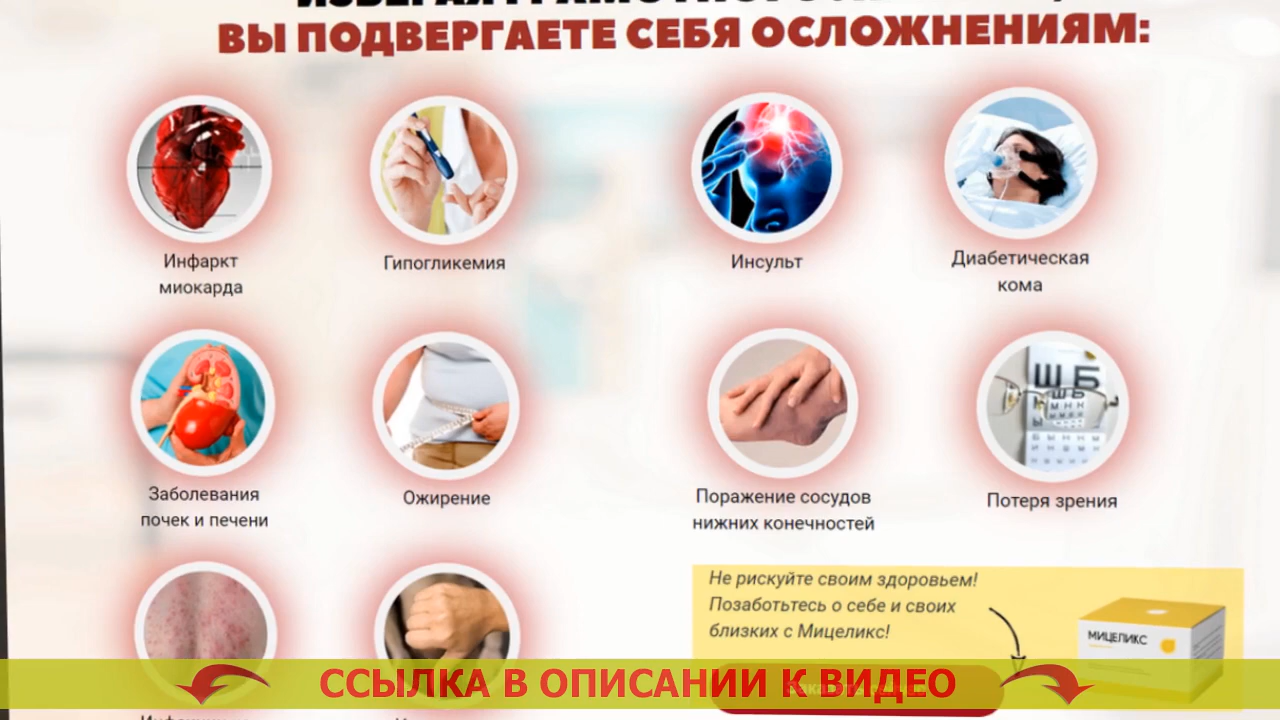 ВЫ ПОДВЕРГАЕТЕ СЕБЯ ОСЛОЖНЕНИЯМ:
Инфаркт
миокарда
Гипогликемия
Инсульт
Диабетическая
кома
Заболевания
почек и печени
Ожирение
Поражение сосудов
нижних конечностей
Потеря зрения
Ш Б
Не рискуйте своим здоровьем!
Позаботьтесь о себе и своих
близких с Мицеликс!
МИЦЕЛИКС
ССЫЛКА В ОПИСАНИИ К ВИДЕО